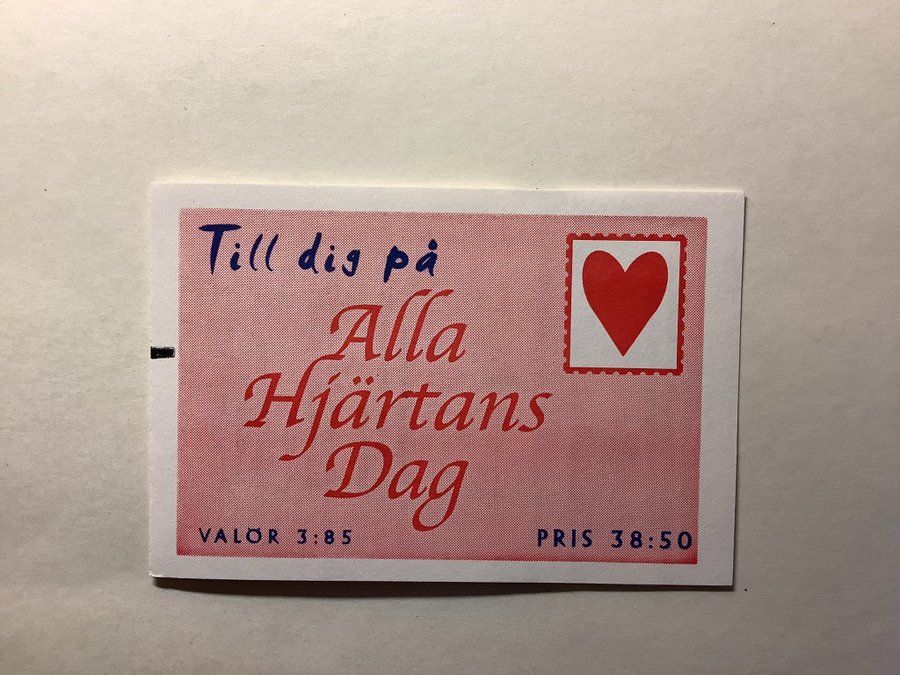 Till dig på
Alla
Hjärtans
Dag
VALÖR 3:85
PRIS 38:50